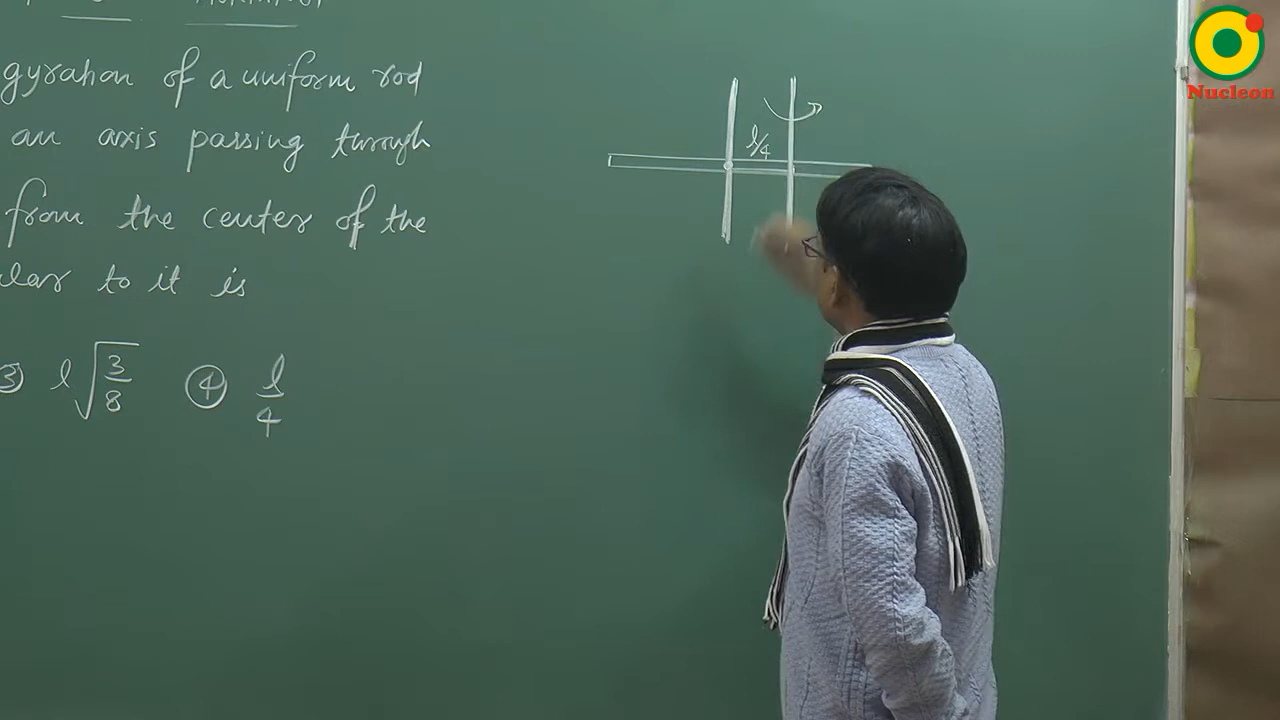 gyration of a uniform rod
an axis passing through
from the center of the
ular to it is
3 l√3/8 4 l/4
l/4
Nucleon